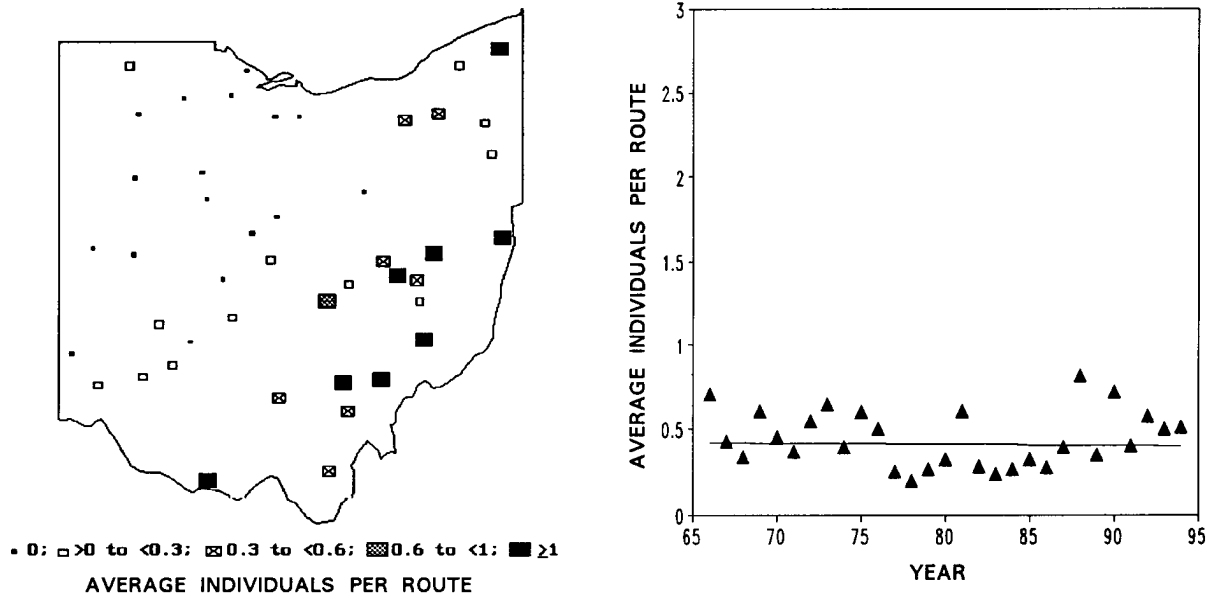 ▪ 0; □ >0 to <0.3; ☒ 0.3 to <0.6; ▩ 0.6 to <1; ■ ≥1
AVERAGE INDIVIDUALS PER ROUTE
AVERAGE INDIVIDUALS PER ROUTE
3
2.5
2
1.5
1
0.5
0
65 70 75 80 85 90 95
YEAR